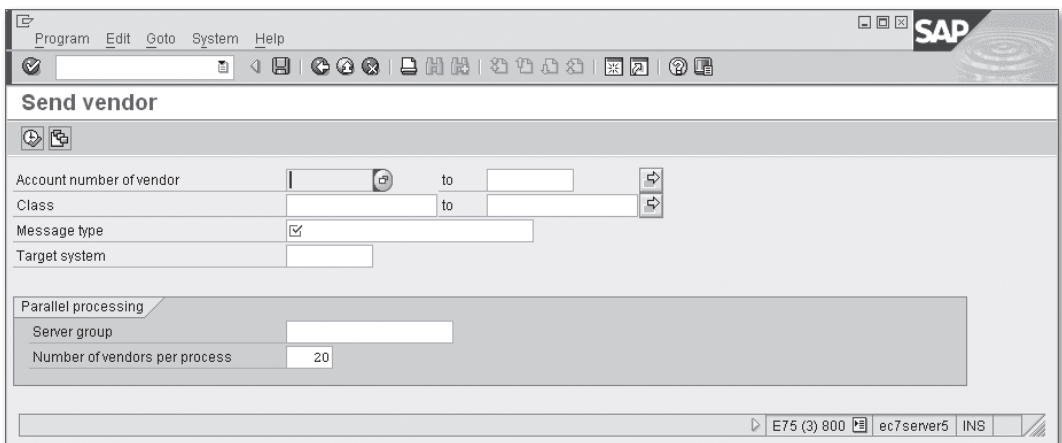 SAP
Program Edit Goto System Help
Send vendor
Account number of vendor to
Class to
Message type
Target system
Parallel processing
Server group
Number of vendors per process 20
E75 (3) 800 ec7server5 INS